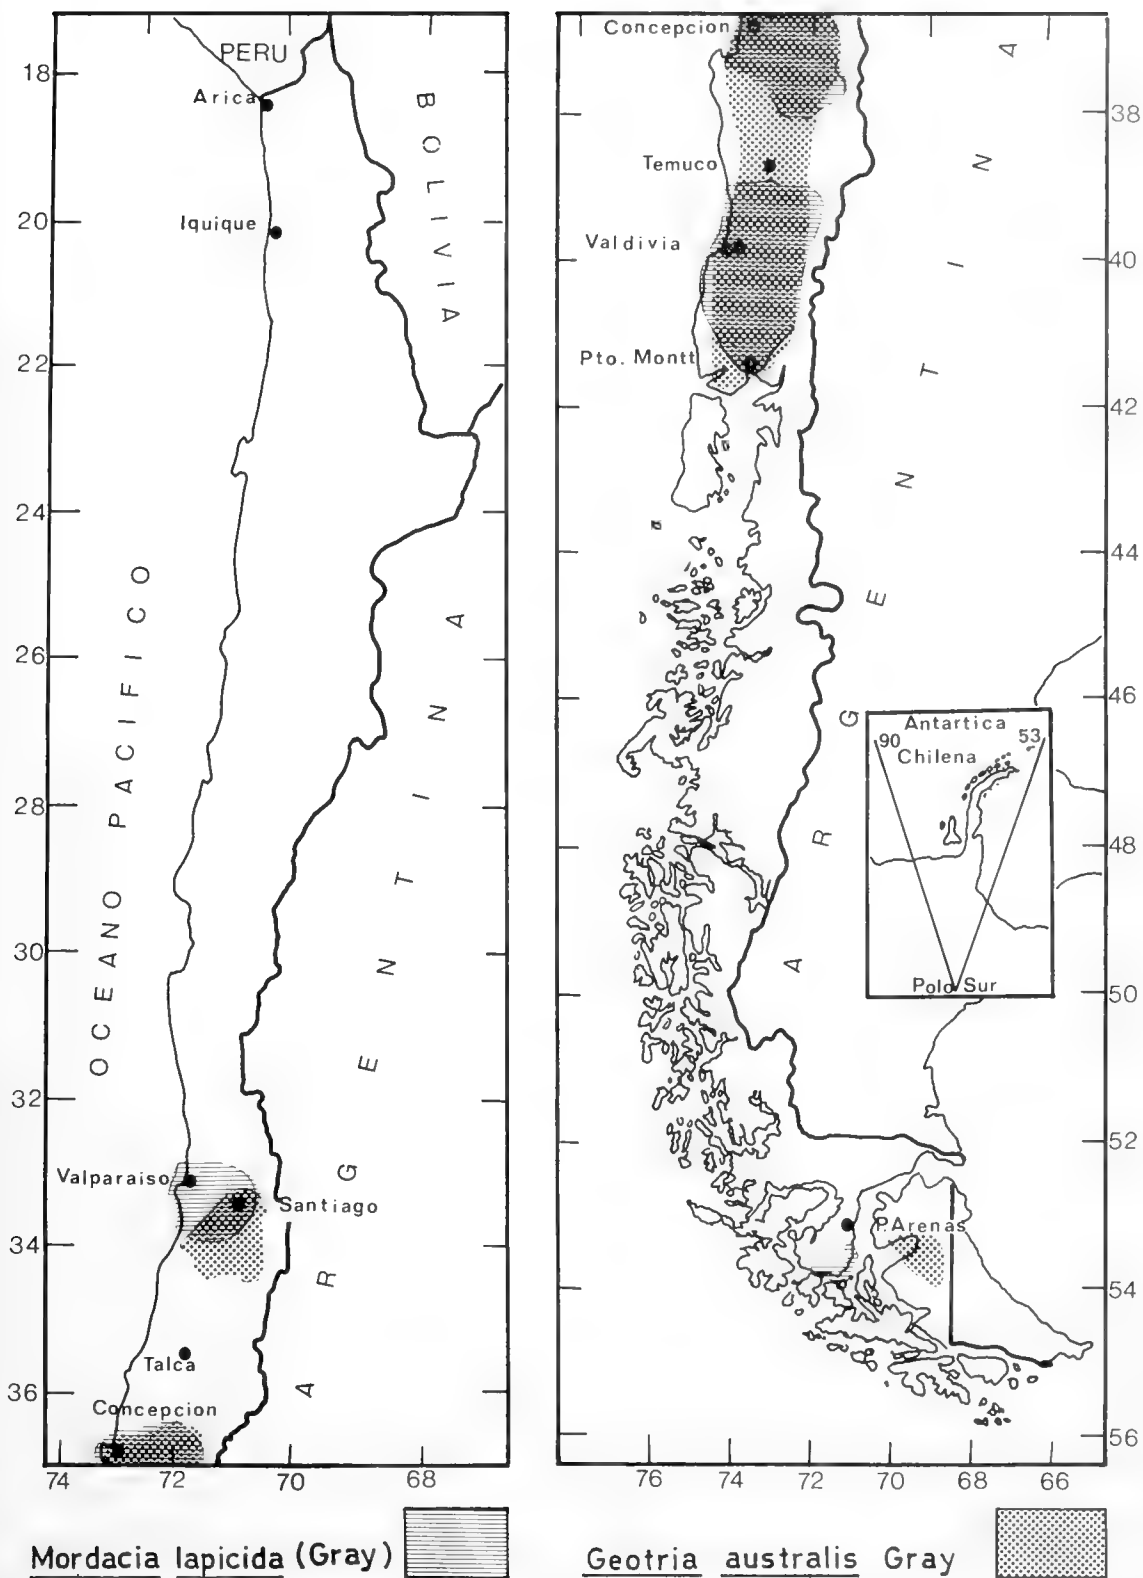 PERU
18
Arica
BOLIVIA
Iquique
20
22
24
OCEANO PACIFICO
ARGENTINA
26
28
30
32
Valparaiso
Santiago
34
Talca
36
Concepcion
74 72 70 68
Mordacia lapicida (Gray)
Concepcion
38
Temuco
ARGENTINA
Valdivia
40
Pto. Montt
42
44
46
Antartica
90 53
Chilena
48
Polo Sur
50
52
P. Arenas
54
56
76 74 72 70 68 66
Geotria australis Gray